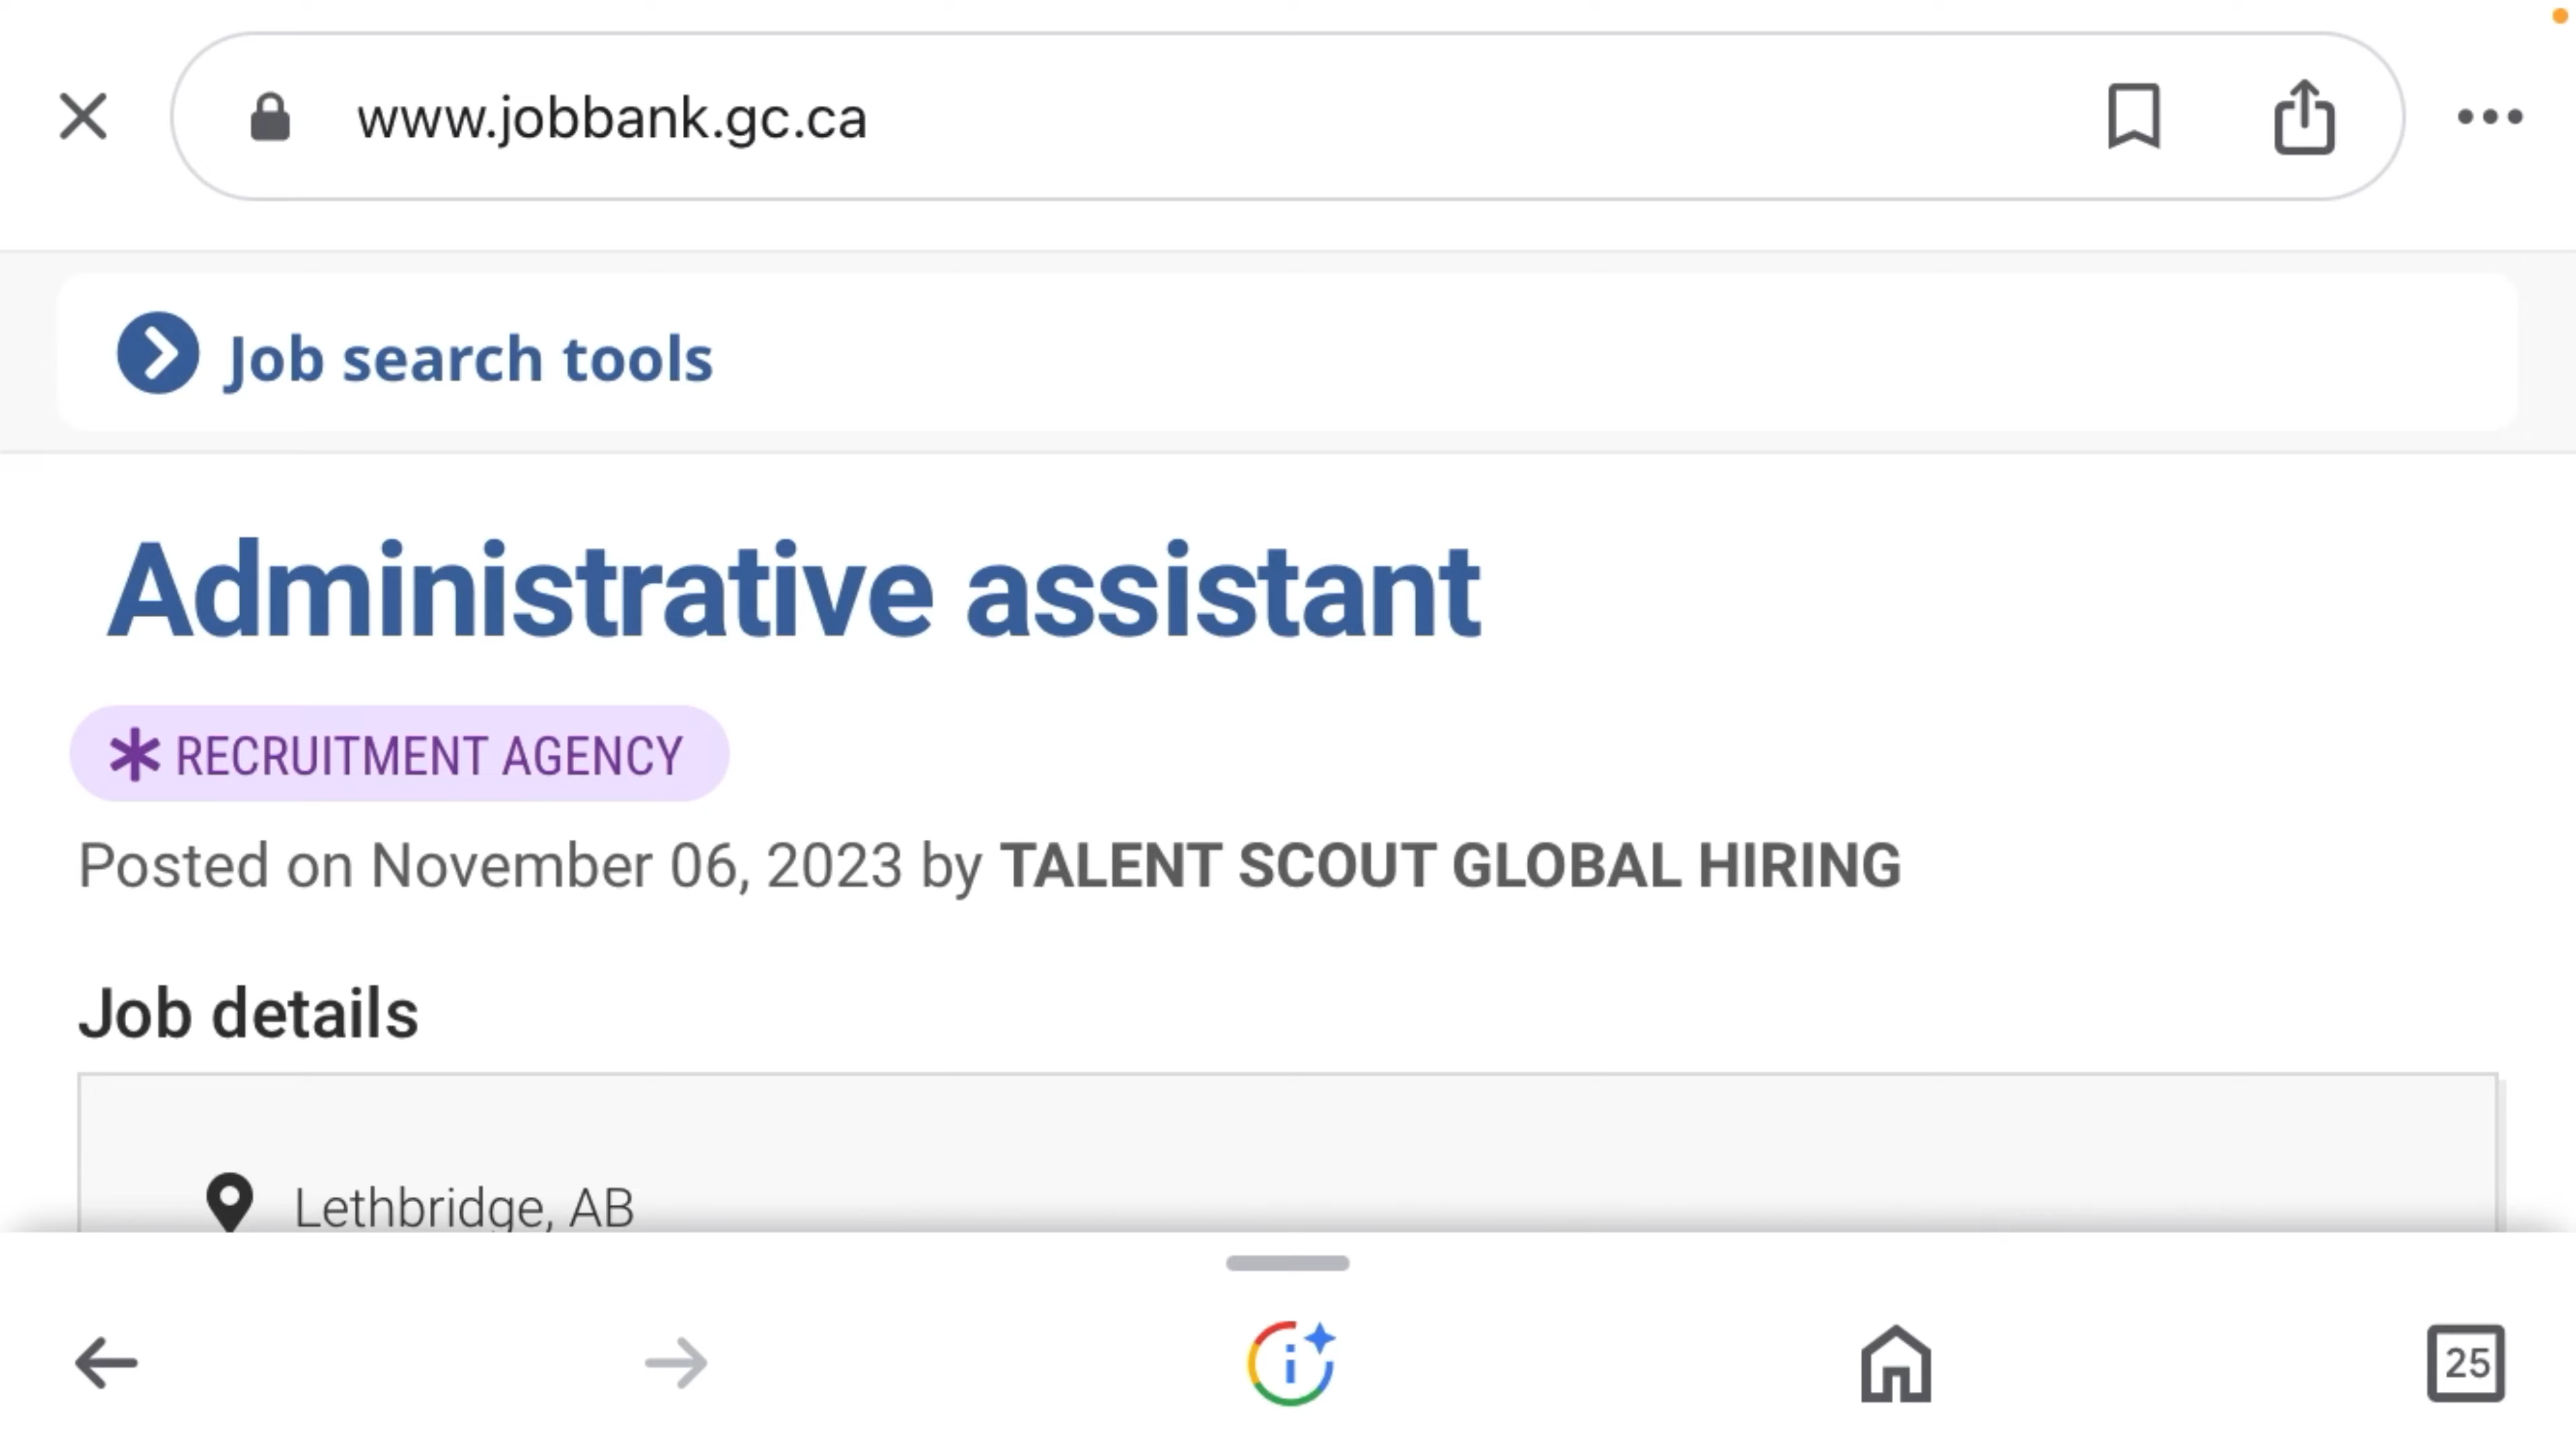 www.jobbank.gc.ca
Job search tools
Administrative assistant
RECRUITMENT AGENCY
Posted on November 06, 2023 by TALENT SCOUT GLOBAL HIRING
Job details
Lethbridge, AB
25